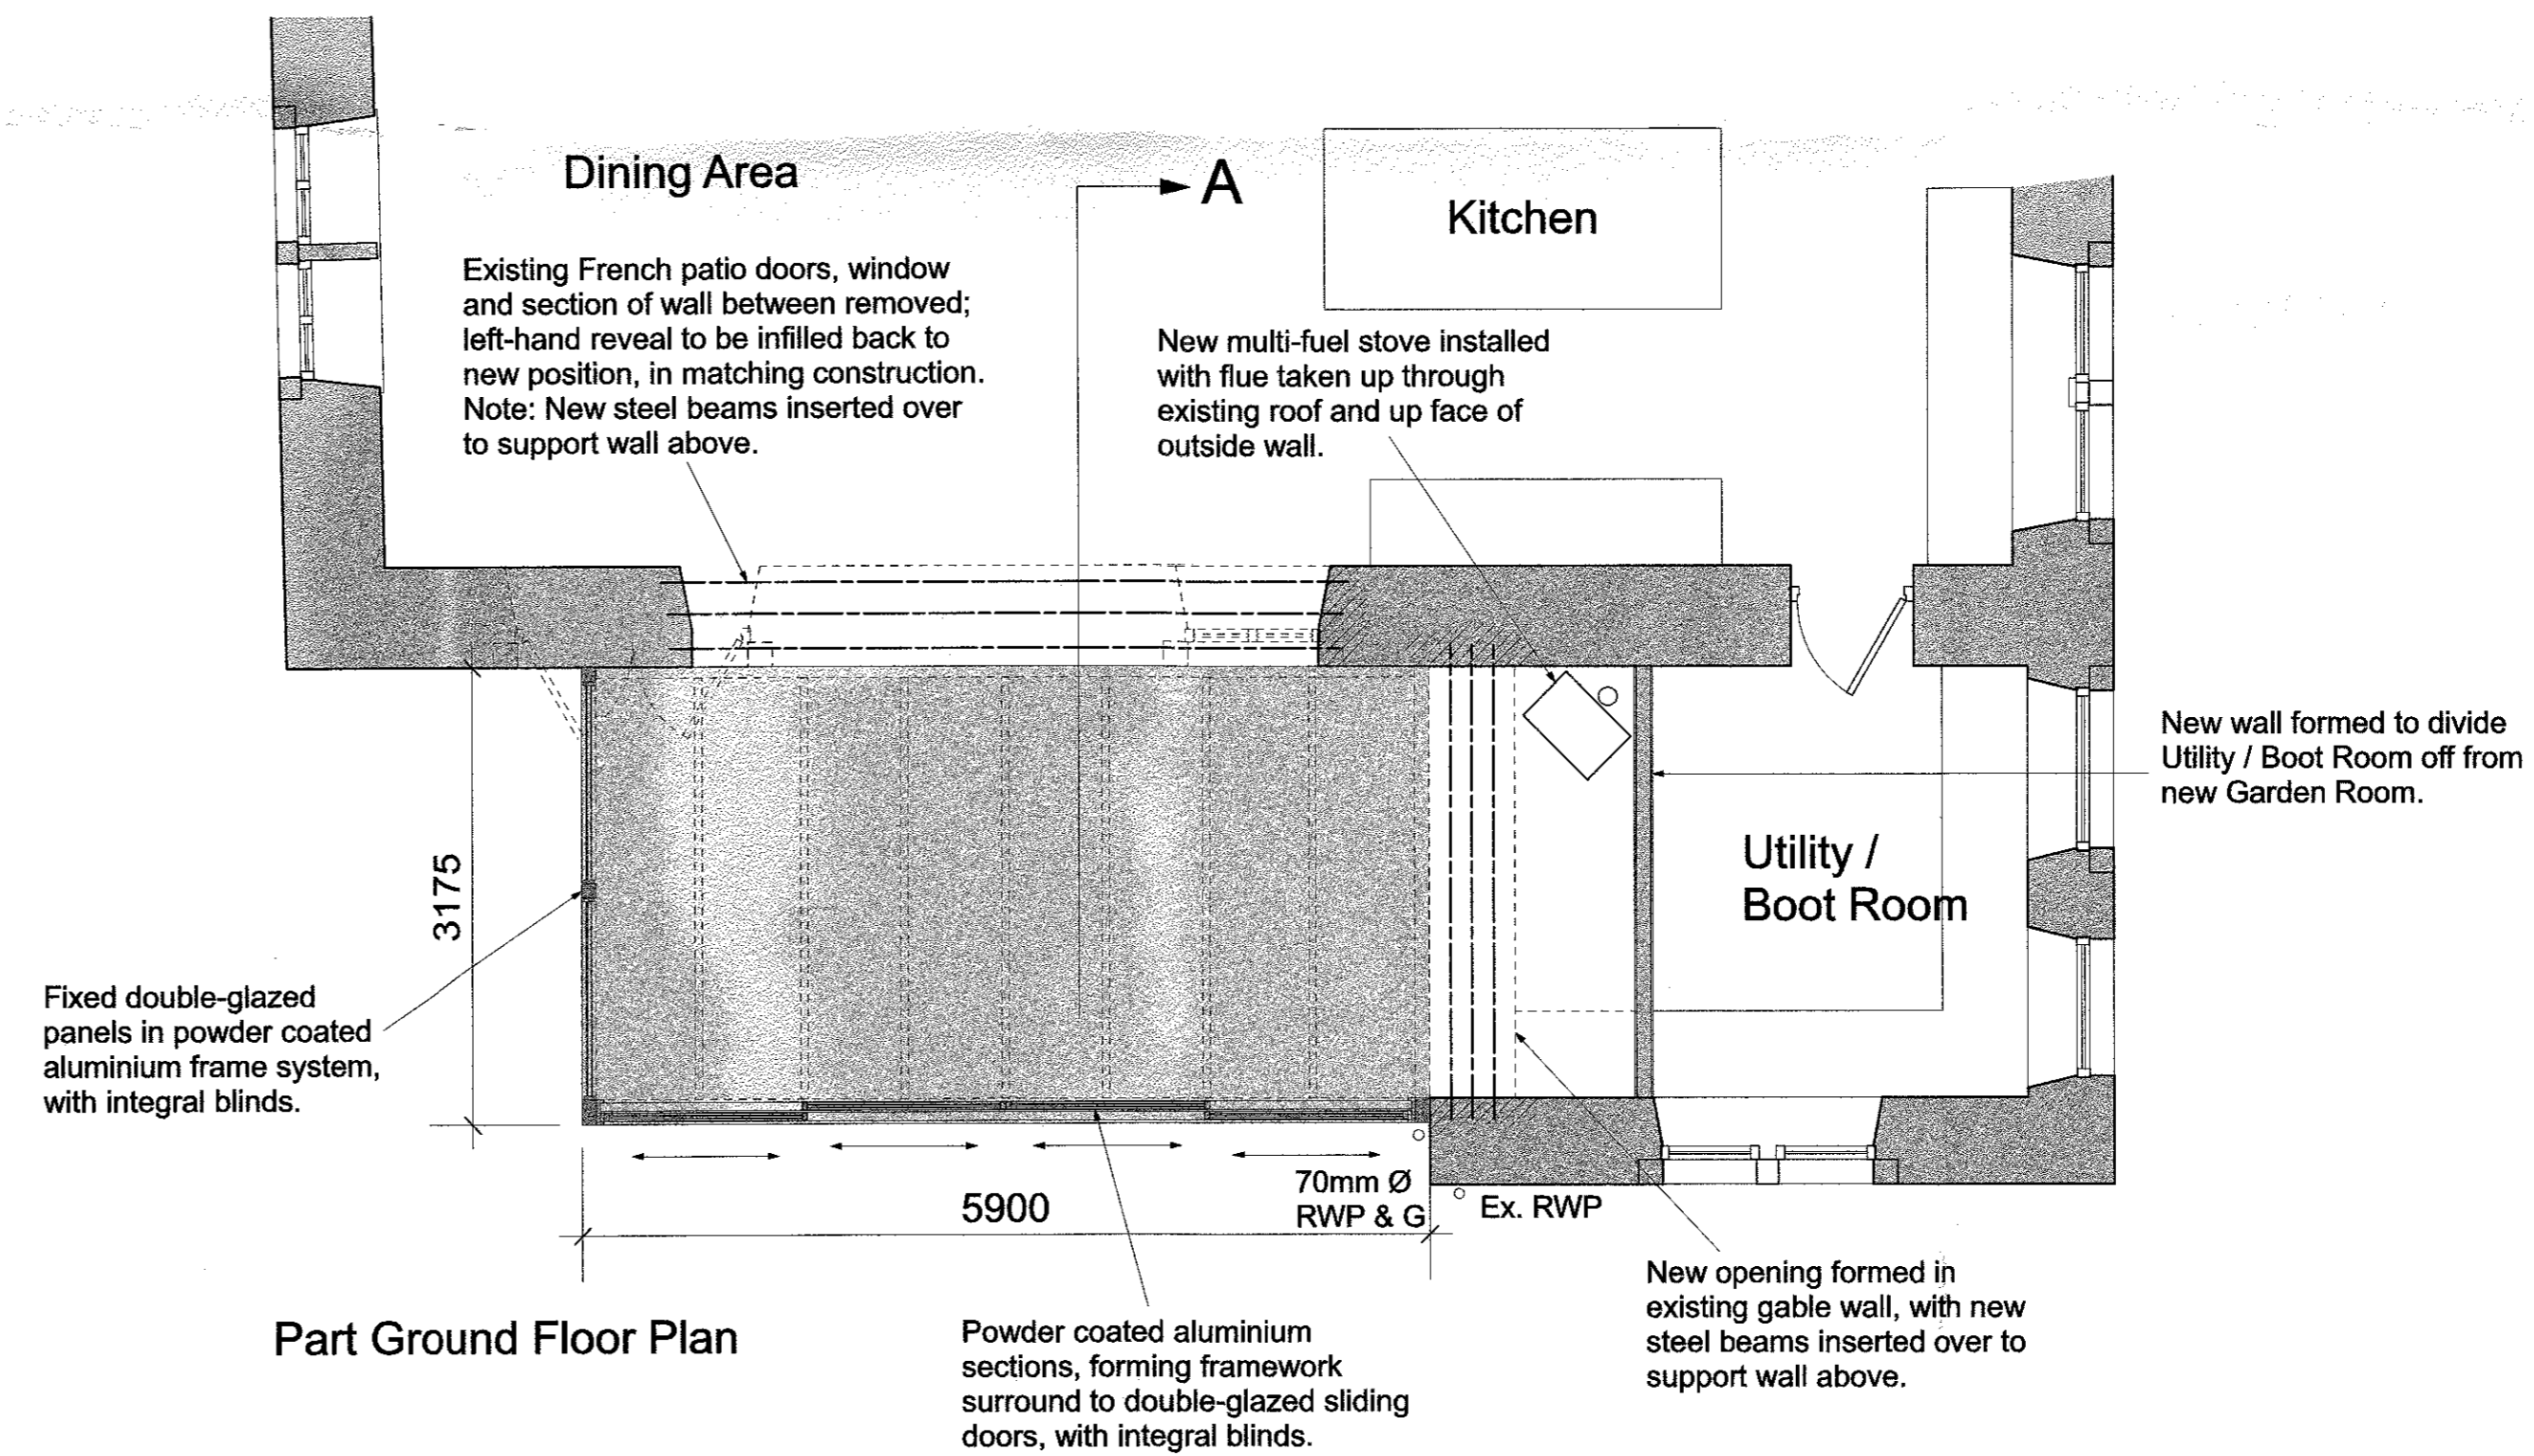 Dining Area
A
Kitchen
Existing French patio doors, window
and section of wall between removed;
left-hand reveal to be infilled back to
new position, in matching construction.
Note: New steel beams inserted over
to support wall above.
New multi-fuel stove installed
with flue taken up through
existing roof and up face of
outside wall.
New wall formed to divide
Utility / Boot Room off from
new Garden Room.
Utility /
Boot Room
3175
Fixed double-glazed
panels in powder coated
aluminium frame system,
with integral blinds.
70mm Ø
RWP & G
5900
Ex. RWP
New opening formed in
existing gable wall, with new
steel beams inserted over to
support wall above.
Part Ground Floor Plan
Powder coated aluminium
sections, forming framework
surround to double-glazed sliding
doors, with integral blinds.